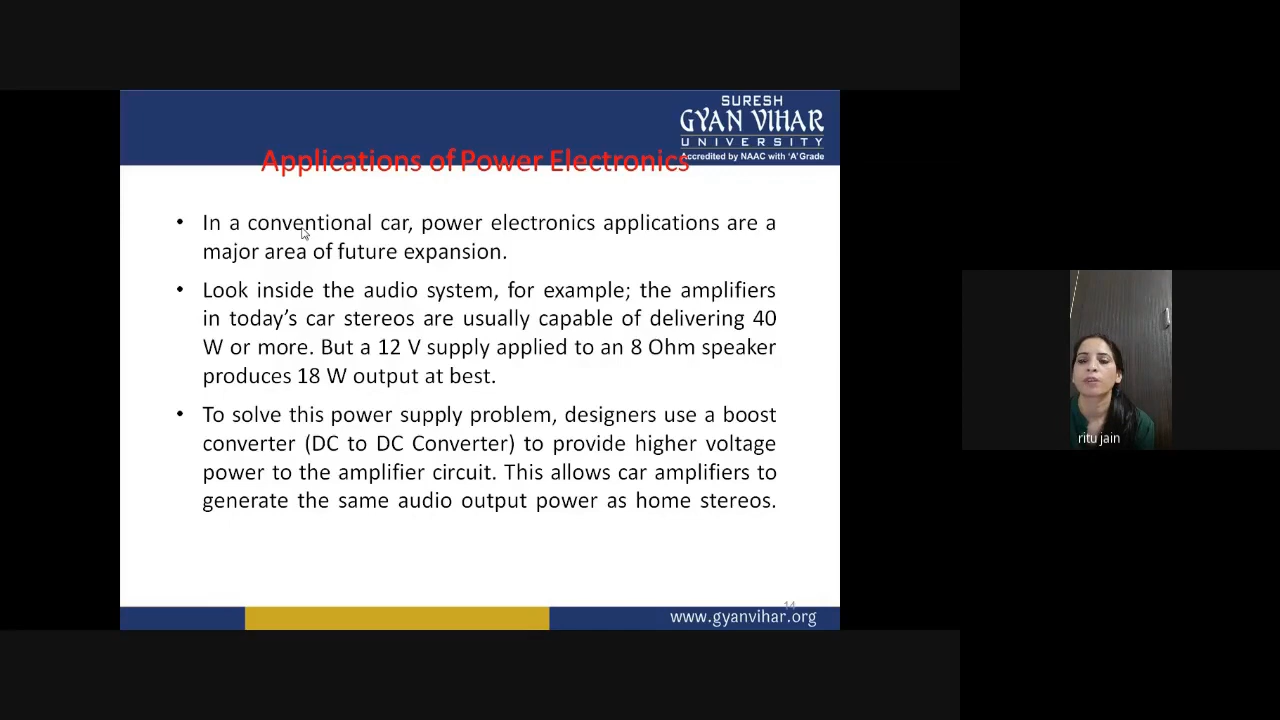 SURESH
GYAN VIHAR
UNIVERSITY
Accredited by NAAC with 'A' Grade
Applications of Power Electronics
• In a conventional car, power electronics applications are a
major area of future expansion.
• Look inside the audio system, for example; the amplifiers
in today's car stereos are usually capable of delivering 40
W or more. But a 12 V supply applied to an 8 Ohm speaker
produces 18 W output at best.
• To solve this power supply problem, designers use a boost
converter (DC to DC Converter) to provide higher voltage
power to the amplifier circuit. This allows car amplifiers to
generate the same audio output power as home stereos.
14
www.gyanvihar.org
ritu jain